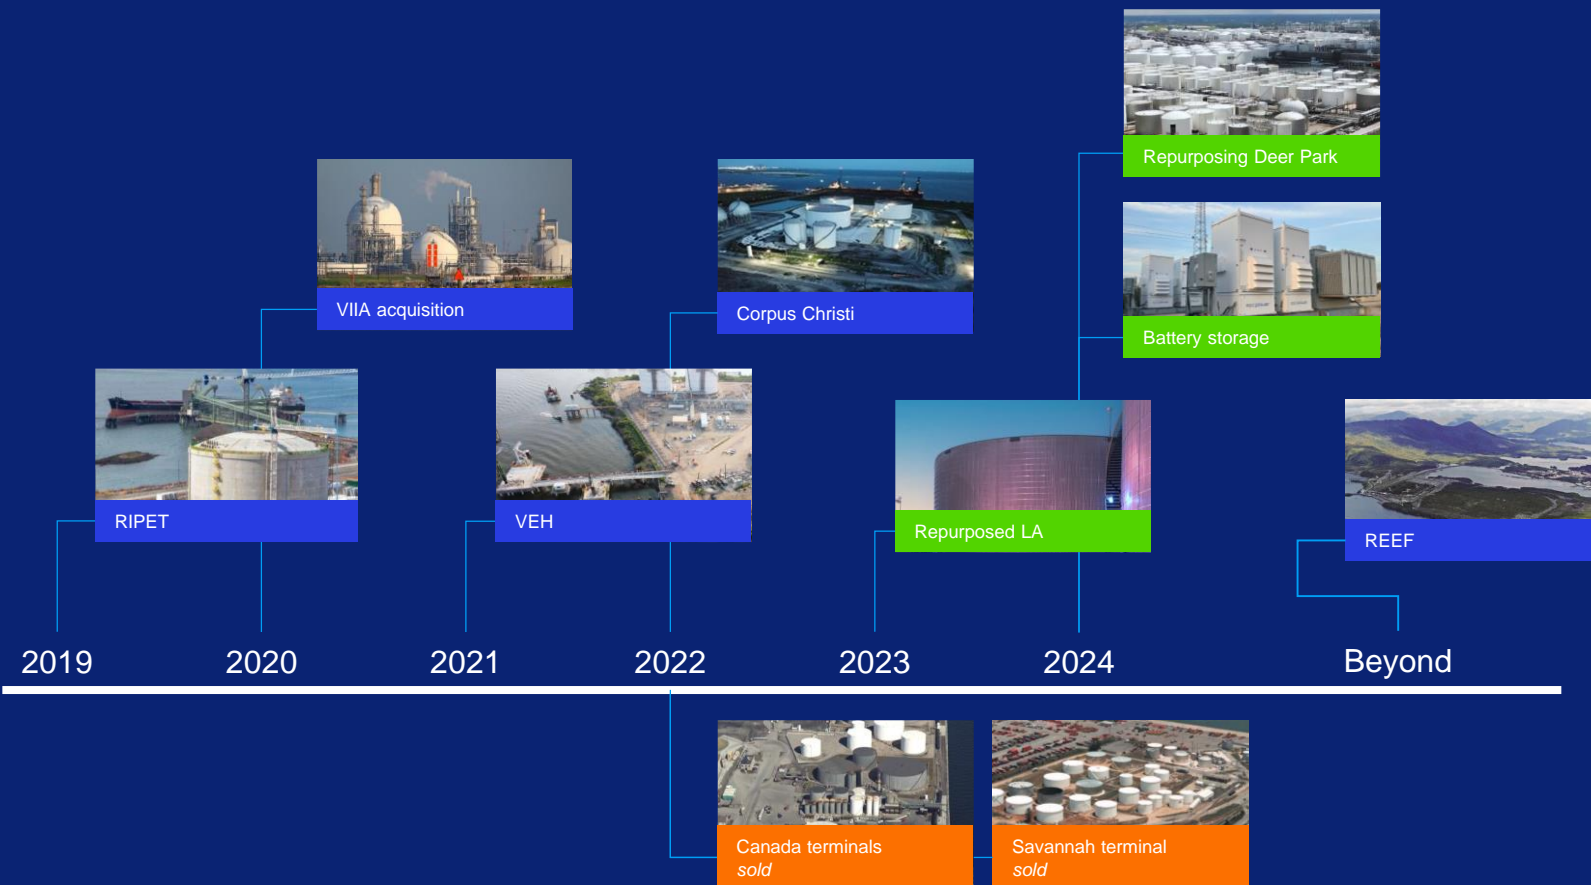 Repurposing Deer Park
Battery storage
VIIA acquisition
Corpus Christi
RIPET
VEH
Repurposed LA
REEF
2019
2020
2021
2022
2023
2024
Beyond
Canada terminals
sold
Savannah terminal
sold